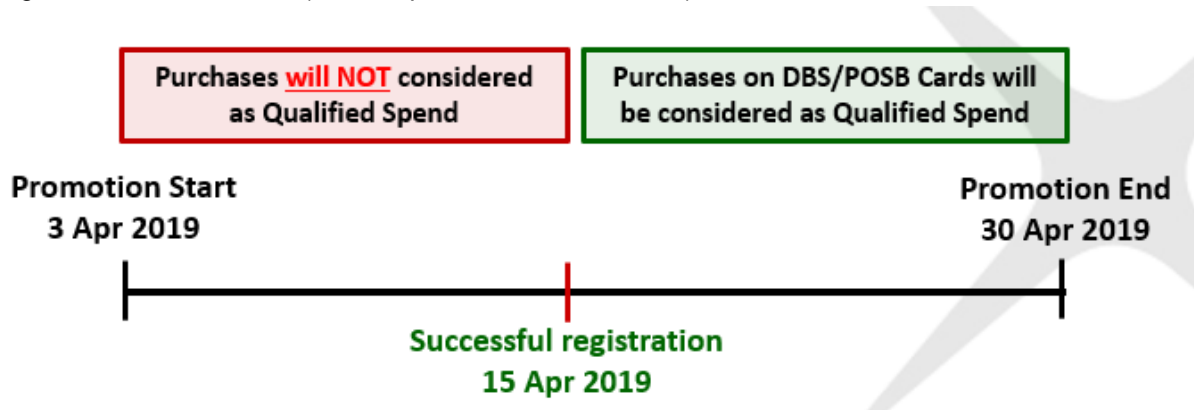 Purchases will NOT considered
as Qualified Spend
Purchases on DBS/POSB Cards will
be considered as Qualified Spend
Promotion Start
3 Apr 2019
Promotion End
30 Apr 2019
Successful registration
15 Apr 2019